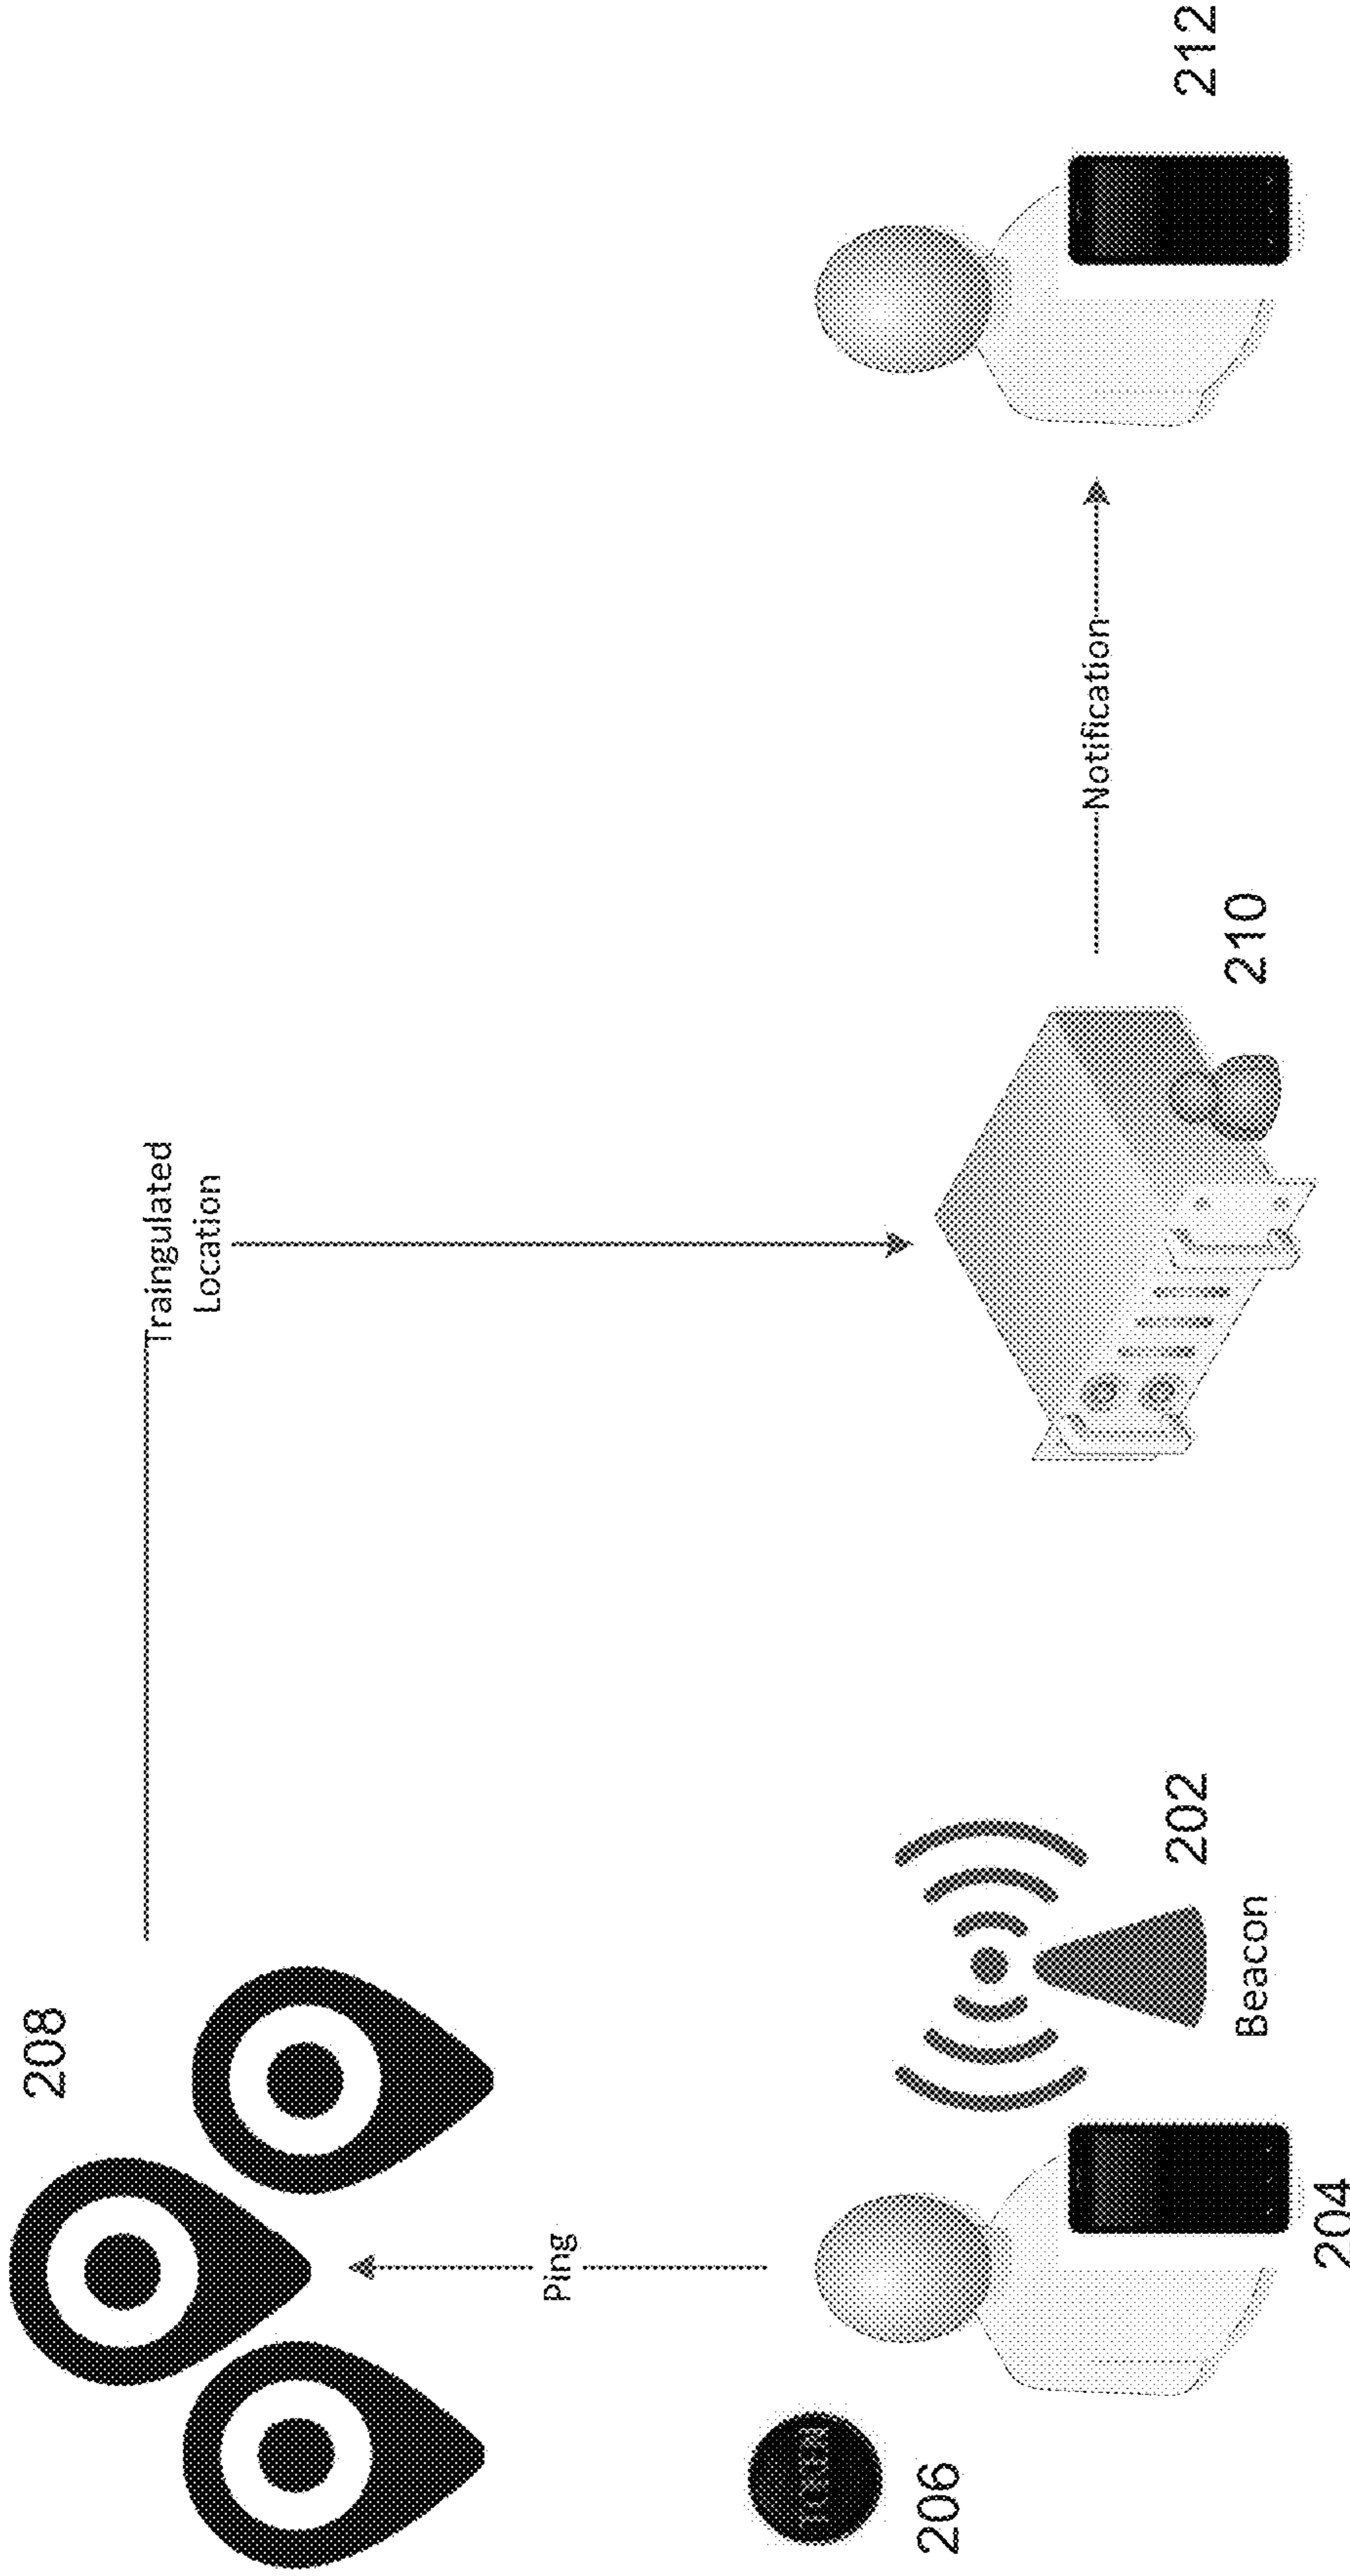 208
Traingulated
Location
Ping
206
204
202
Beacon
210
Notification
212